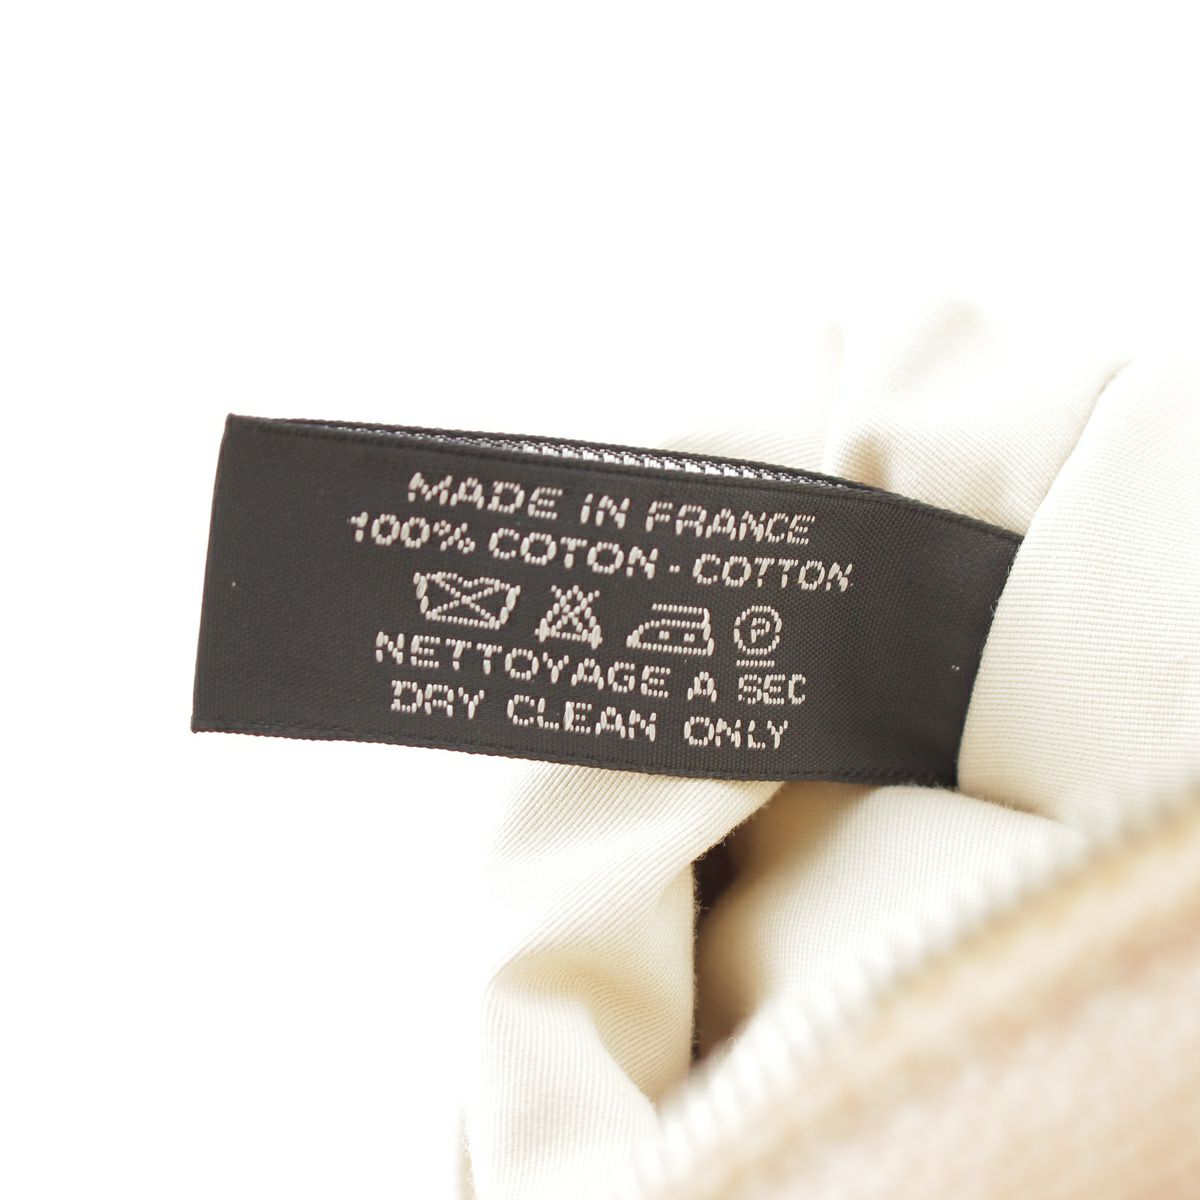 MADE IN FRANCE
100% COTON - COTTON
P
NETTOYAGE A SEC
DRY CLEAN ONLY